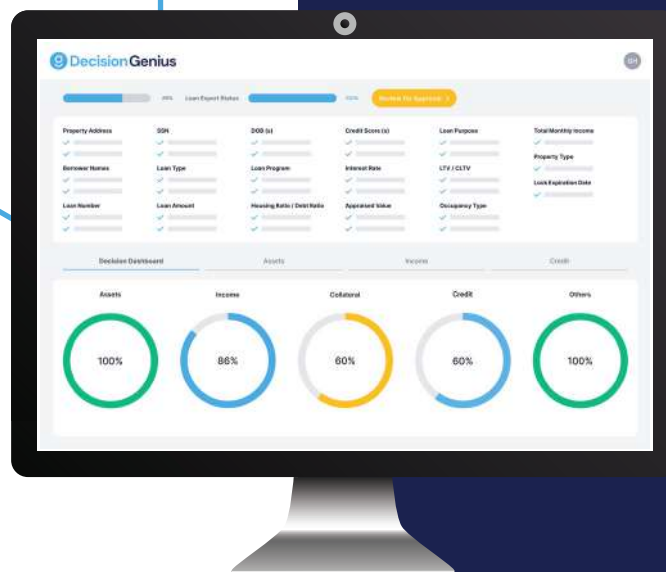 DecisionGenius
Loan Export Status
Property Address SSN DOB (s) Credit Score (s) Loan Purpose Total Monthly Income
Property Type
Borrower Names Loan Type Loan Program Interest Rate LTV / CLTV
Lock Expiration Date
Loan Number Loan Amount Housing Ratio / Debt Ratio Appraised Value Occupancy Type
Decision Dashboard Assets Income Credit
Assets Income Collateral Credit Others
100% 86% 60% 60% 100%